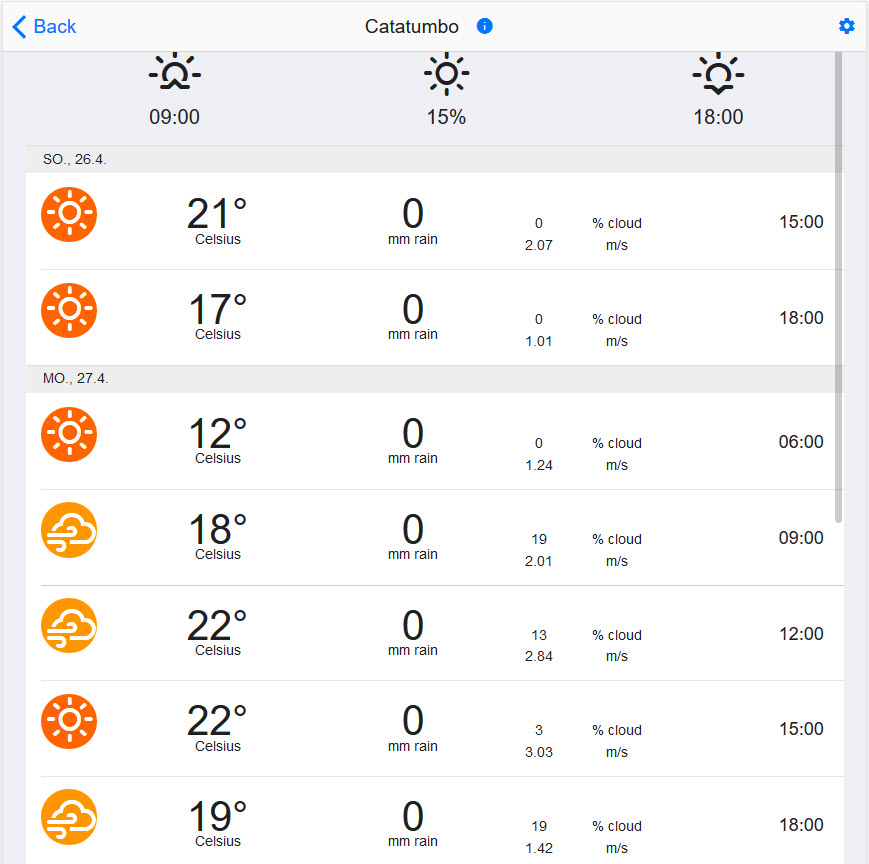 Back Catatumbo
09:00 15% 18:00
SO., 26.4.
21° 0 0 % cloud 15:00
Celsius mm rain 2.07 m/s
17° 0 0 % cloud 18:00
Celsius mm rain 1.01 m/s
MO., 27.4.
12° 0 0 % cloud 06:00
Celsius mm rain 1.24 m/s
18° 0 19 % cloud 09:00
Celsius mm rain 2.01 m/s
22° 0 13 % cloud 12:00
Celsius mm rain 2.84 m/s
22° 0 3 % cloud 15:00
Celsius mm rain 3.03 m/s
19° 0 19 % cloud 18:00
Celsius mm rain 1.42 m/s